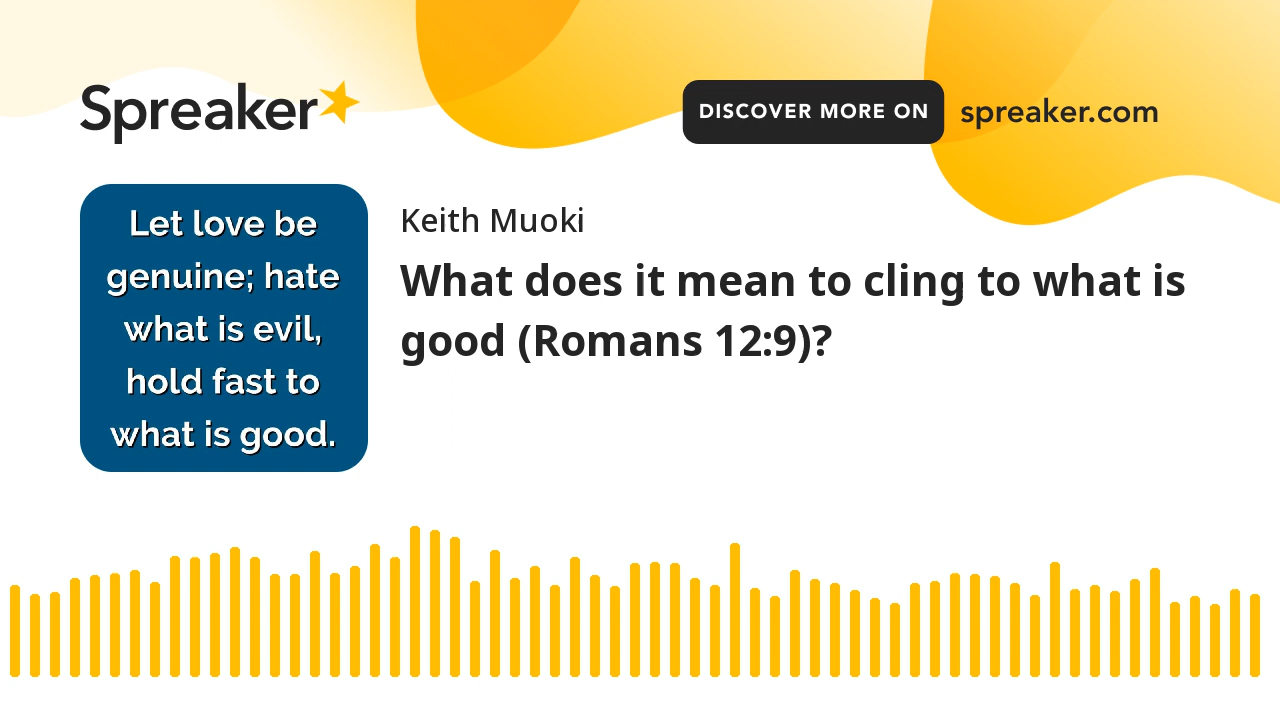 Spreaker
DISCOVER MORE ON
spreaker.com
Let love be
genuine; hate
what is evil,
hold fast to
what is good.
Keith Muoki
What does it mean to cling to what is
good (Romans 12:9)?